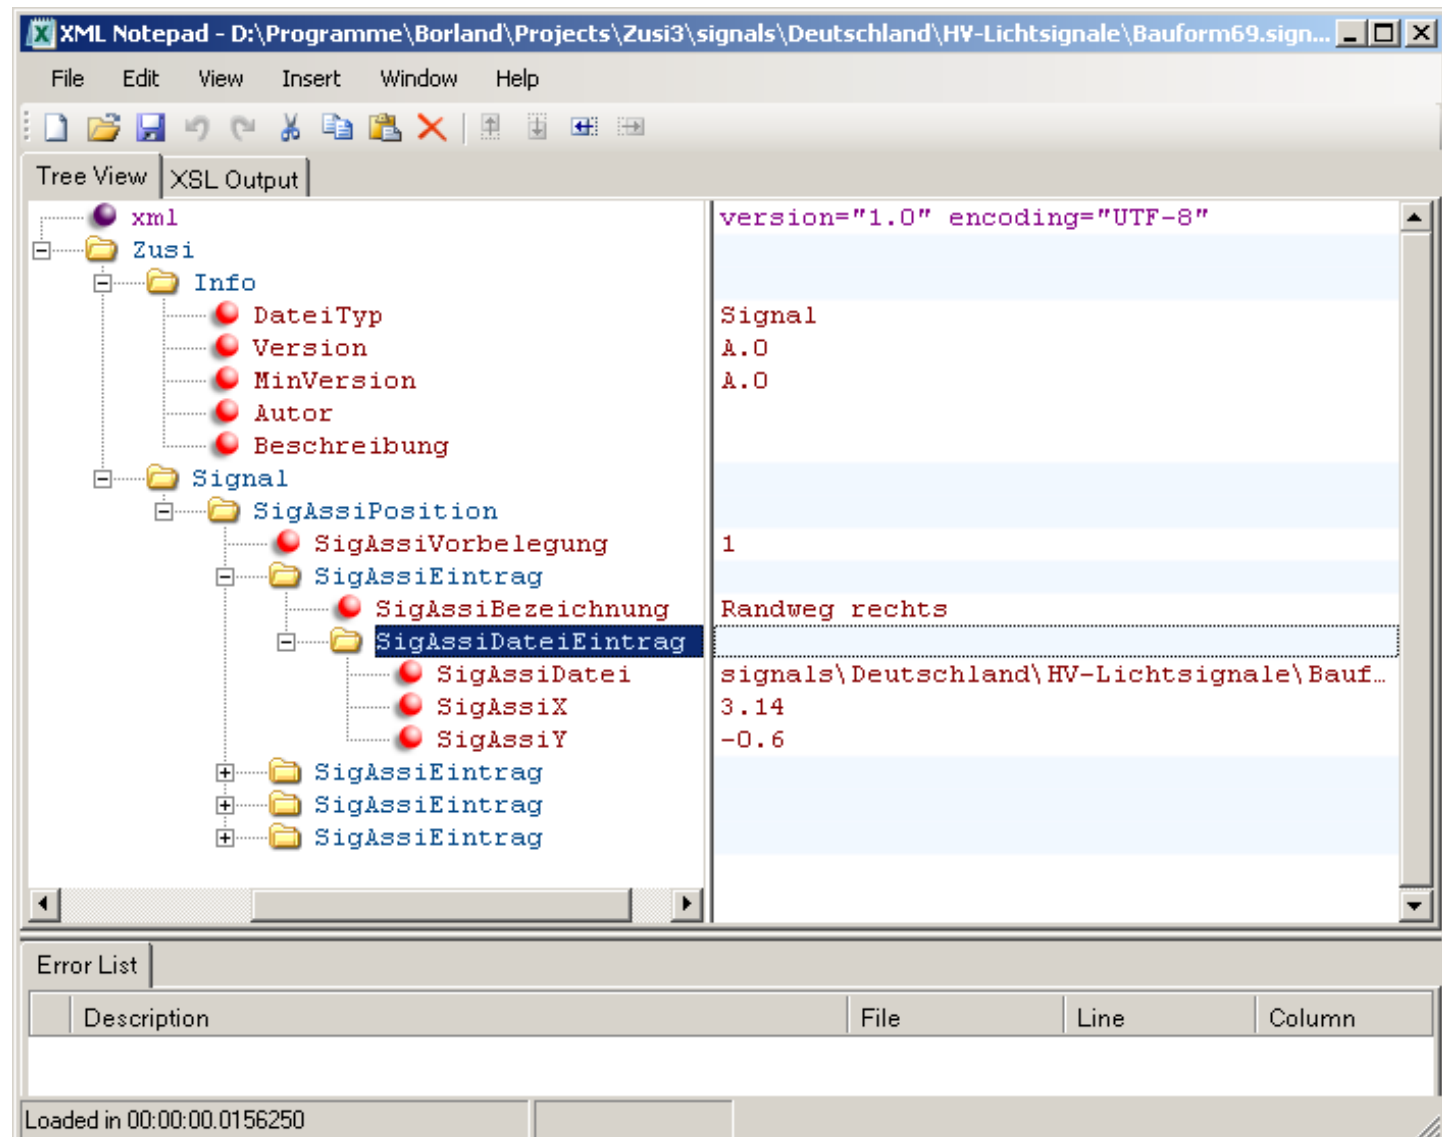 XML Notepad - D:\Programme\Borland\Projects\Zusi3\signals\Deutschland\HV-Lichtsignale\Bauform69.sign...
File Edit View Insert Window Help
Tree View XSL Output
xml version="1.0" encoding="UTF-8"
Zusi
Info
DateiTyp Signal
Version A.0
MinVersion A.0
Autor
Beschreibung
Signal
SigAssiPosition
SigAssiVorbelegung 1
SigAssiEintrag
SigAssiBezeichnung Randweg rechts
SigAssiDateiEintrag
SigAssiDatei signals\Deutschland\HV-Lichtsignale\Bauf…
SigAssiX 3.14
SigAssiY -0.6
SigAssiEintrag
SigAssiEintrag
SigAssiEintrag
Error List
Description File Line Column
Loaded in 00:00:00.0156250